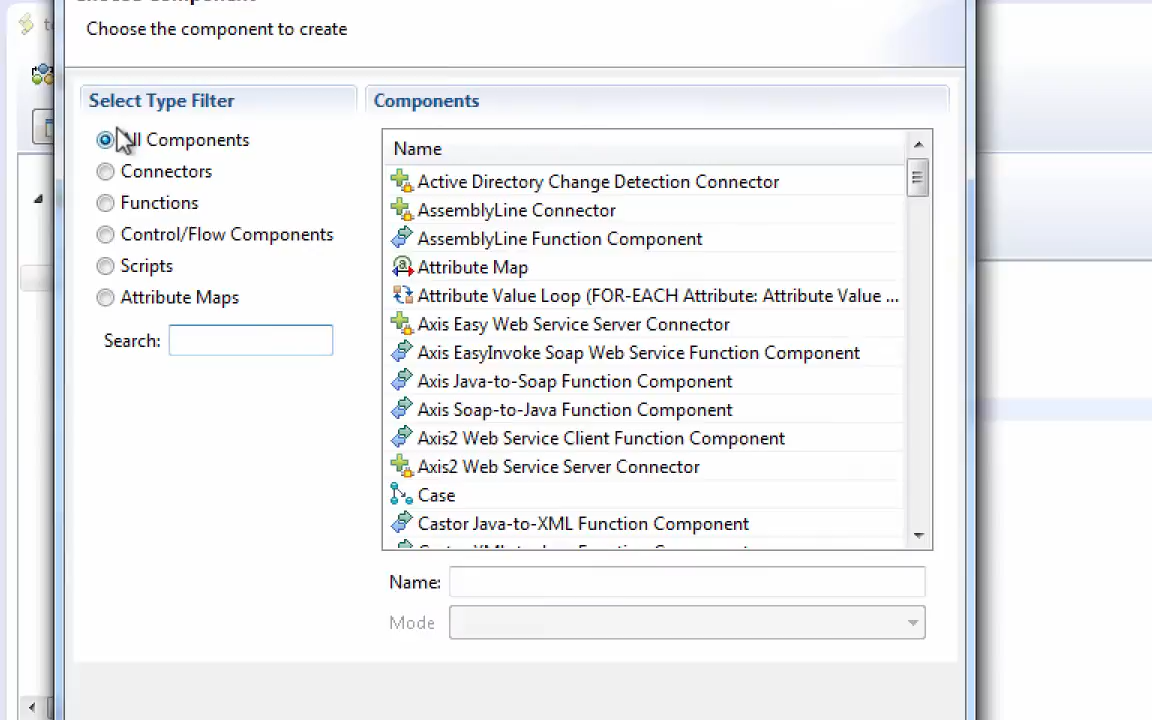 Choose the component to create
Select Type Filter
All Components
Connectors
Functions
Control/Flow Components
Scripts
Attribute Maps
Search:
Components
Name
Active Directory Change Detection Connector
AssemblyLine Connector
AssemblyLine Function Component
Attribute Map
Attribute Value Loop (FOR-EACH Attribute: Attribute Value ...
Axis Easy Web Service Server Connector
Axis EasyInvoke Soap Web Service Function Component
Axis Java-to-Soap Function Component
Axis Soap-to-Java Function Component
Axis2 Web Service Client Function Component
Axis2 Web Service Server Connector
Case
Castor Java-to-XML Function Component
Name:
Mode